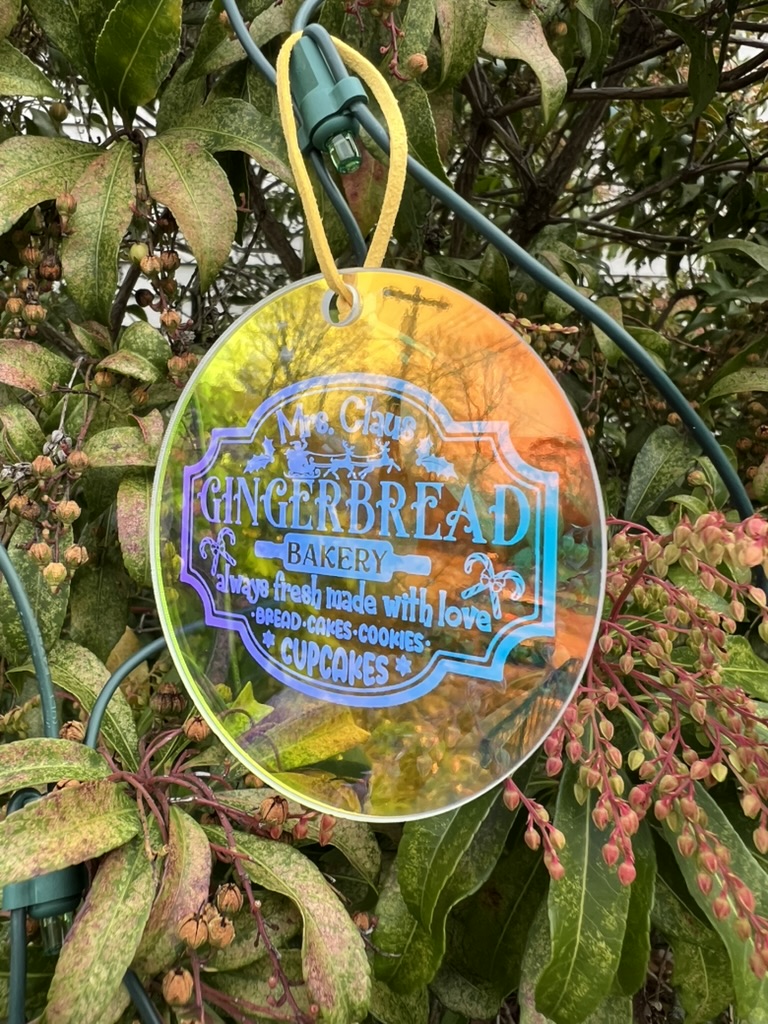 Mrs. Claus
GINGERBREAD
BAKERY
always fresh made with love
·BREAD·CAKES·COOKIES·
CUPCAKES